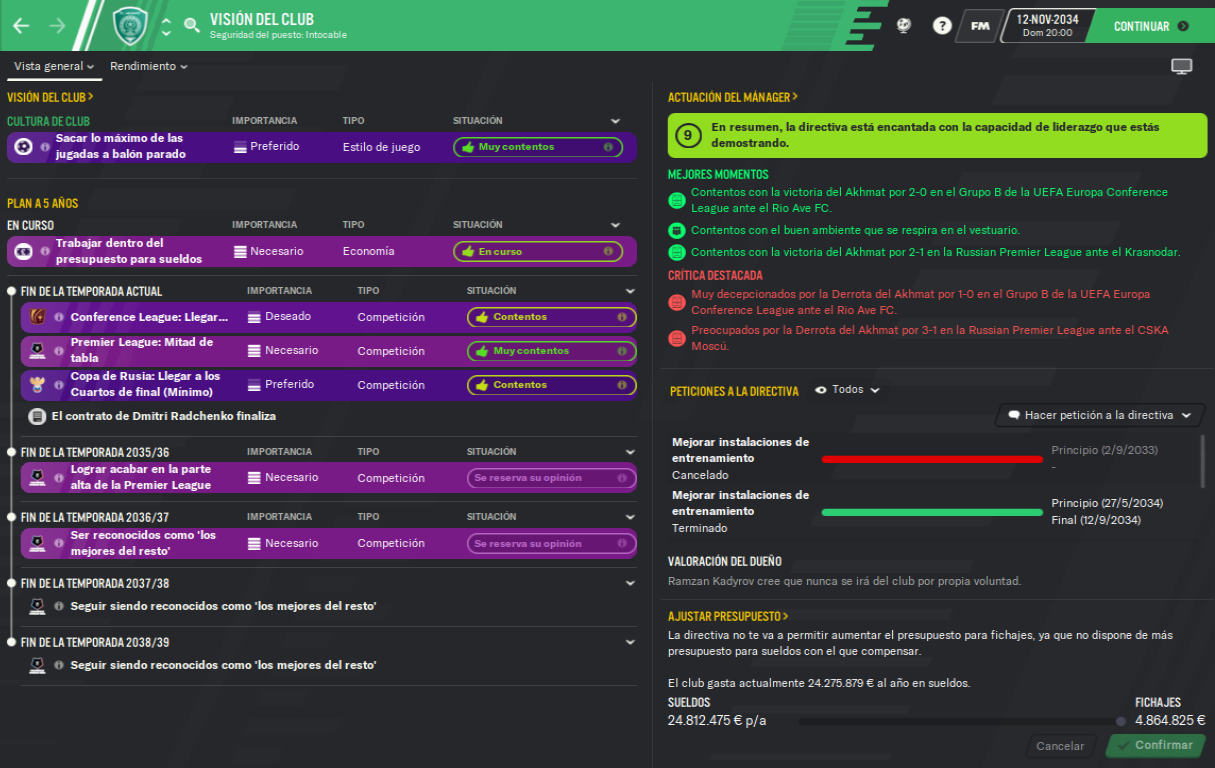 VISIÓN DEL CLUB
Seguridad del puesto: Intocable
FM
12-NOV-2034
Dom 20:00
CONTINUAR
Vista general
Rendimiento
VISIÓN DEL CLUB >
CULTURA DE CLUB IMPORTANCIA TIPO SITUACIÓN
Sacar lo máximo de las
jugadas a balón parado
Preferido Estilo de juego Muy contentos
PLAN A 5 AÑOS
EN CURSO IMPORTANCIA TIPO SITUACIÓN
Trabajar dentro del
presupuesto para sueldos
Necesario Economía En curso
FIN DE LA TEMPORADA ACTUAL IMPORTANCIA TIPO SITUACIÓN
Conference League: Llegar... Deseado Competición Contentos
Premier League: Mitad de
tabla
Necesario Competición Muy contentos
Copa de Rusia: Llegar a los
Cuartos de final (Mínimo)
Preferido Competición Contentos
El contrato de Dmitri Radchenko finaliza
FIN DE LA TEMPORADA 2035/36 IMPORTANCIA TIPO SITUACIÓN
Lograr acabar en la parte
alta de la Premier League
Necesario Competición Se reserva su opinión
FIN DE LA TEMPORADA 2036/37 IMPORTANCIA TIPO SITUACIÓN
Ser reconocidos como 'los
mejores del resto'
Necesario Competición Se reserva su opinión
FIN DE LA TEMPORADA 2037/38
Seguir siendo reconocidos como 'los mejores del resto'
FIN DE LA TEMPORADA 2038/39
Seguir siendo reconocidos como 'los mejores del resto'
ACTUACIÓN DEL MÁNAGER >
9
En resumen, la directiva está encantada con la capacidad de liderazgo que estás
demostrando.
MEJORES MOMENTOS
Contentos con la victoria del Akhmat por 2-0 en el Grupo B de la UEFA Europa Conference
League ante el Rio Ave FC.
Contentos con el buen ambiente que se respira en el vestuario.
Contentos con la victoria del Akhmat por 2-1 en la Russian Premier League ante el Krasnodar.
CRÍTICA DESTACADA
Muy decepcionados por la Derrota del Akhmat por 1-0 en el Grupo B de la UEFA Europa
Conference League ante el Rio Ave FC.
Preocupados por la Derrota del Akhmat por 3-1 en la Russian Premier League ante el CSKA
Moscú.
PETICIONES A LA DIRECTIVA Todos
Hacer petición a la directiva
Mejorar instalaciones de
entrenamiento
Cancelado
Principio (2/9/2033)
-
Mejorar instalaciones de
entrenamiento
Terminado
Principio (27/5/2034)
Final (12/9/2034)
VALORACIÓN DEL DUEÑO
Ramzan Kadyrov cree que nunca se irá del club por propia voluntad.
AJUSTAR PRESUPUESTO >
La directiva no te va a permitir aumentar el presupuesto para fichajes, ya que no dispone de más
presupuesto para sueldos con el que compensar.
El club gasta actualmente 24.275.879 € al año en sueldos.
SUELDOS FICHAJES
24.812.475 € p/a 4.864.825 €
Cancelar Confirmar